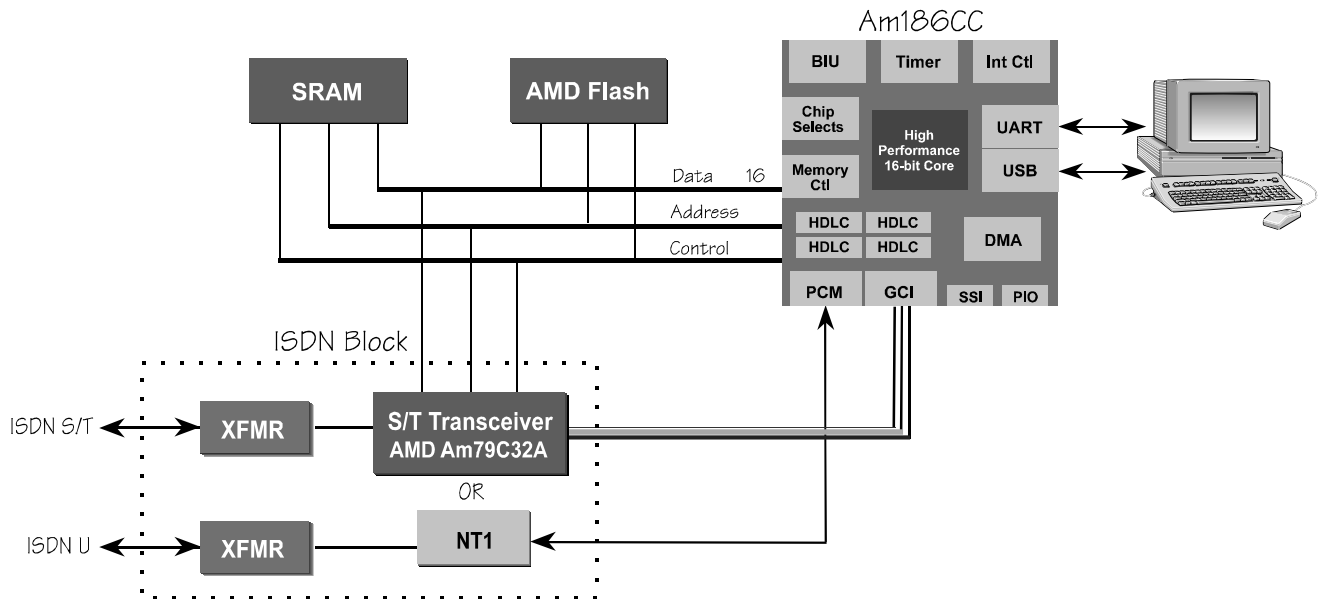 Am186CC
SRAM
AMD Flash
BIU
Timer
Int Ctl
Chip
Selects
High
Performance
16-bit Core
UART
USB
Memory
Ctl
Data 16
Address
Control
HDLC HDLC
HDLC HDLC
DMA
PCM
GCI
SSI
PIO
ISDN Block
ISDN S/T
XFMR
S/T Transceiver
AMD Am79C32A
OR
ISDN U
XFMR
NT1